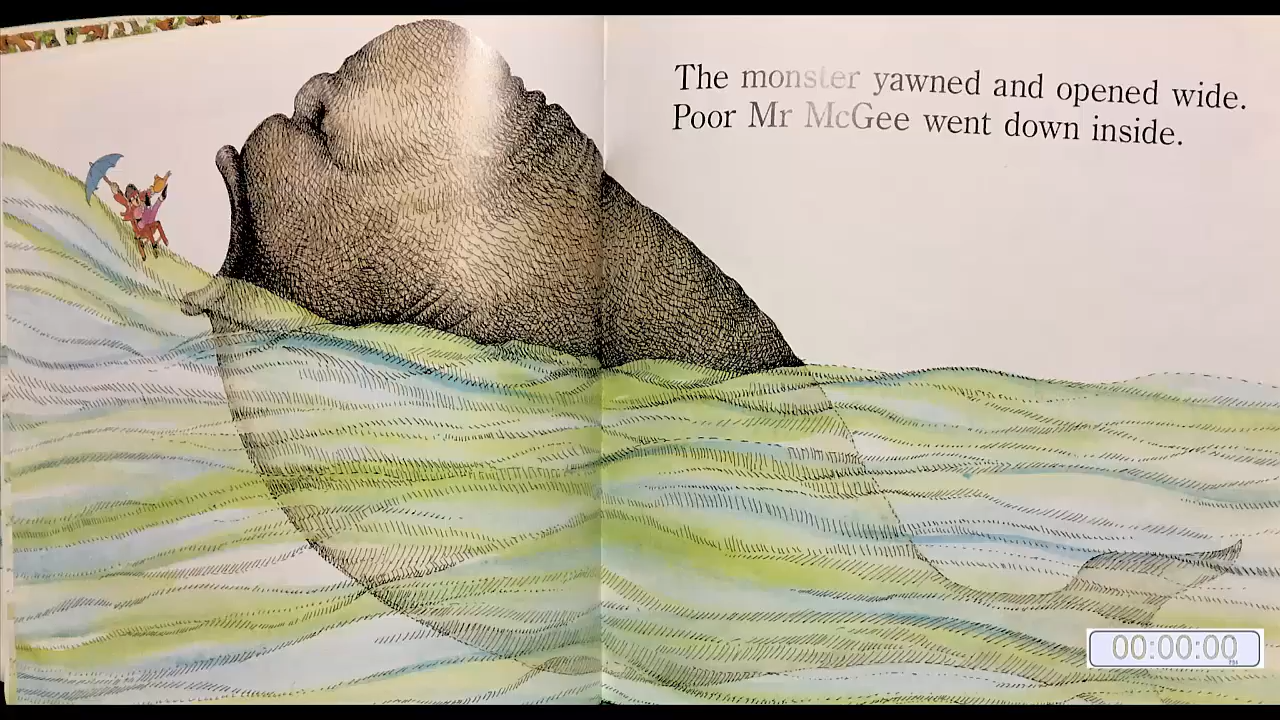 The monster yawned and opened wide.
Poor Mr McGee went down inside.
00:00:00